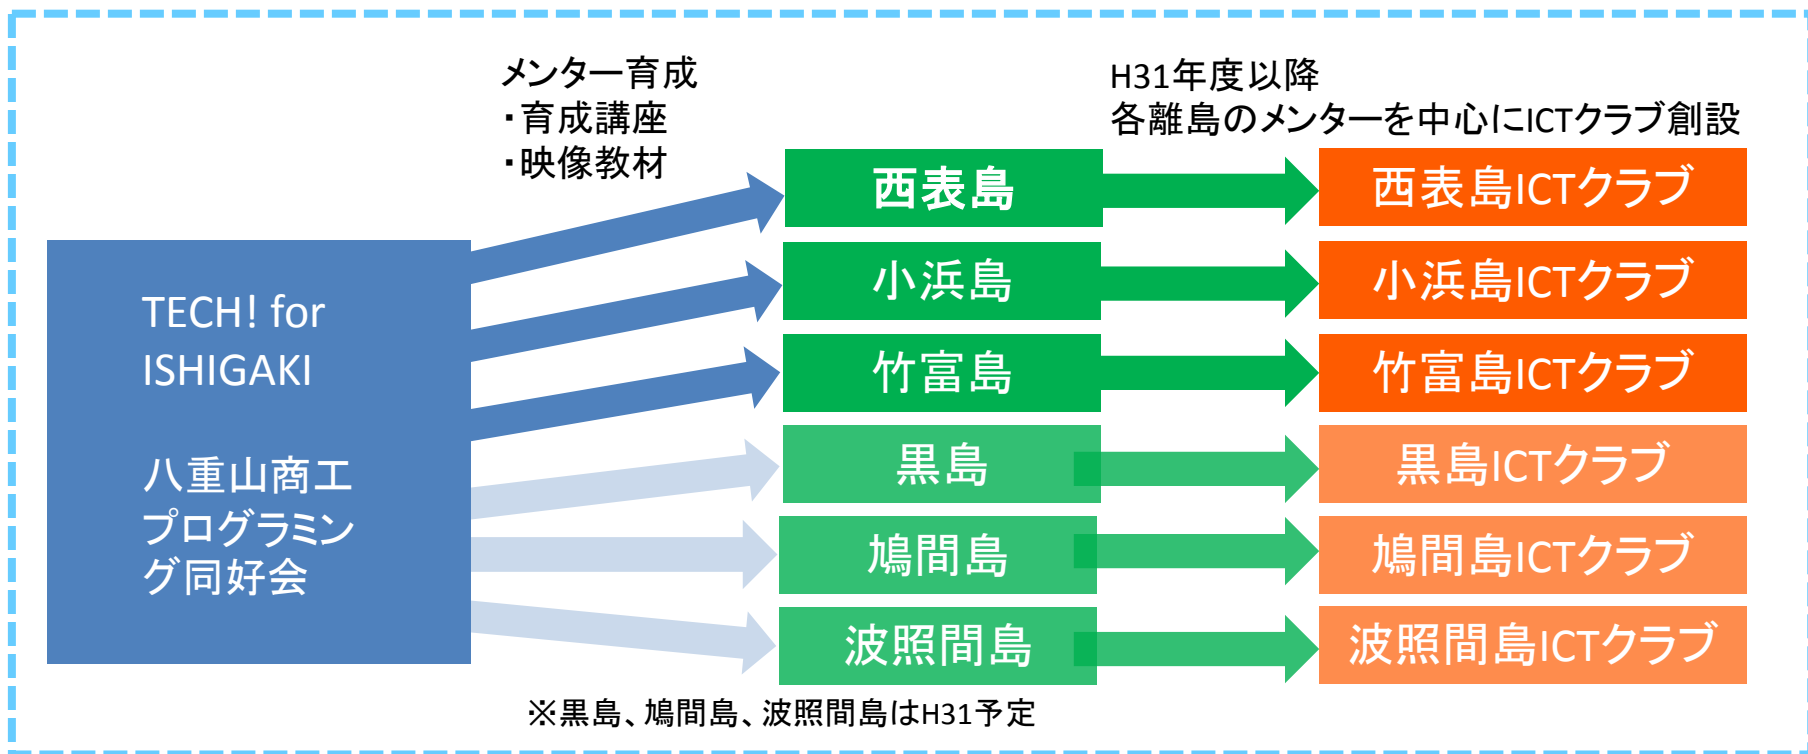 メンター育成
・育成講座
・映像教材
H31年度以降
各離島のメンターを中心にICTクラブ創設
TECH! for
ISHIGAKI
八重山商工
プログラミン
グ同好会
西表島
西表島ICTクラブ
小浜島
小浜島ICTクラブ
竹富島
竹富島ICTクラブ
黒島
黒島ICTクラブ
鳩間島
鳩間島ICTクラブ
波照間島
波照間島ICTクラブ
※黒島、鳩間島、波照間島はH31予定